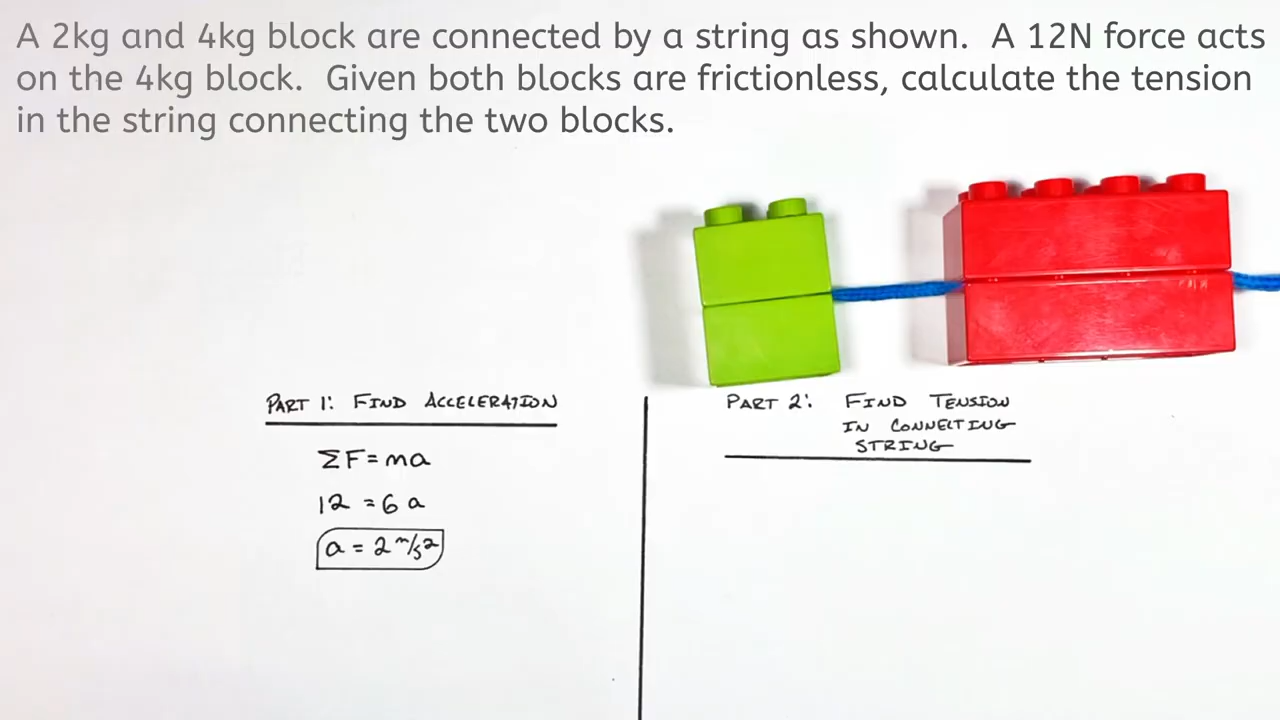 A 2kg and 4kg block are connected by a string as shown. A 12N force acts
on the 4kg block. Given both blocks are frictionless, calculate the tension
in the string connecting the two blocks.
PART 1: FIND ACCELERATION
ΣF = ma
12 = 6 a
a = 2 m/s²
PART 2: FIND TENSION
IN CONNECTING
STRING